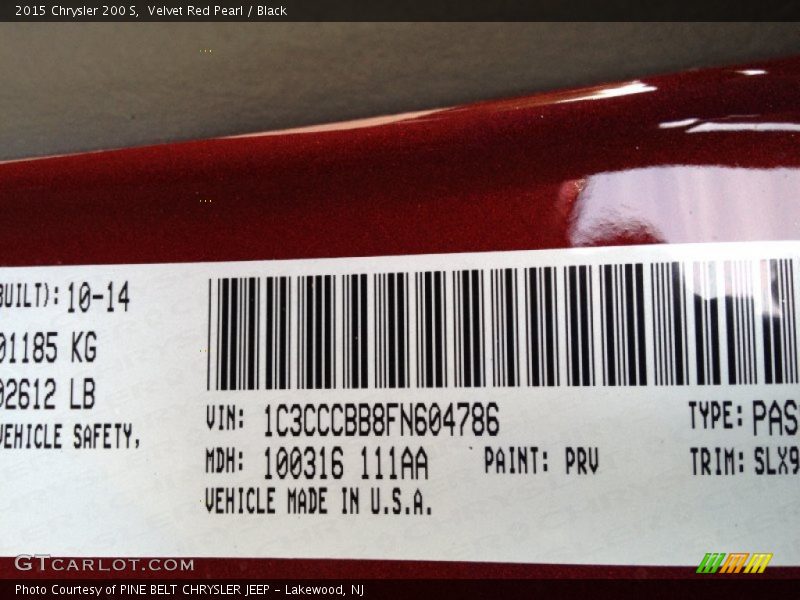 2015 Chrysler 200 S,  Velvet Red Pearl / Black
BUILT): 10-14
01185 KG
02612 LB
VEHICLE SAFETY,
VIN: 1C3CCCBB8FN604786
TYPE: PAS
MDH: 100316 111AA
PAINT: PRV
TRIM: SLX9
VEHICLE MADE IN U.S.A.
GTCARLOT.COM
Photo Courtesy of PINE BELT CHRYSLER JEEP - Lakewood, NJ